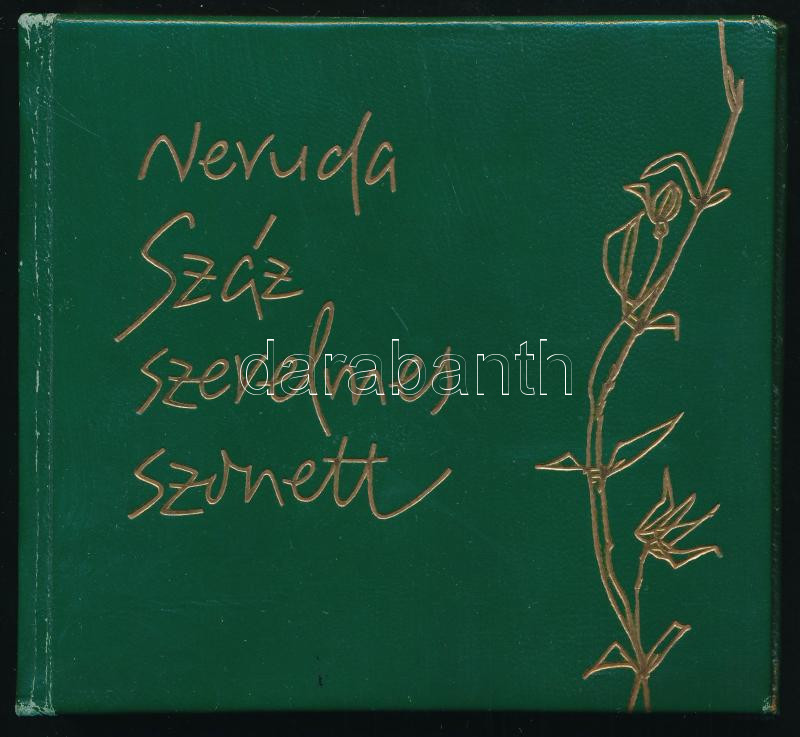 Neruda
Száz
szerelmes
szonett
darabanth